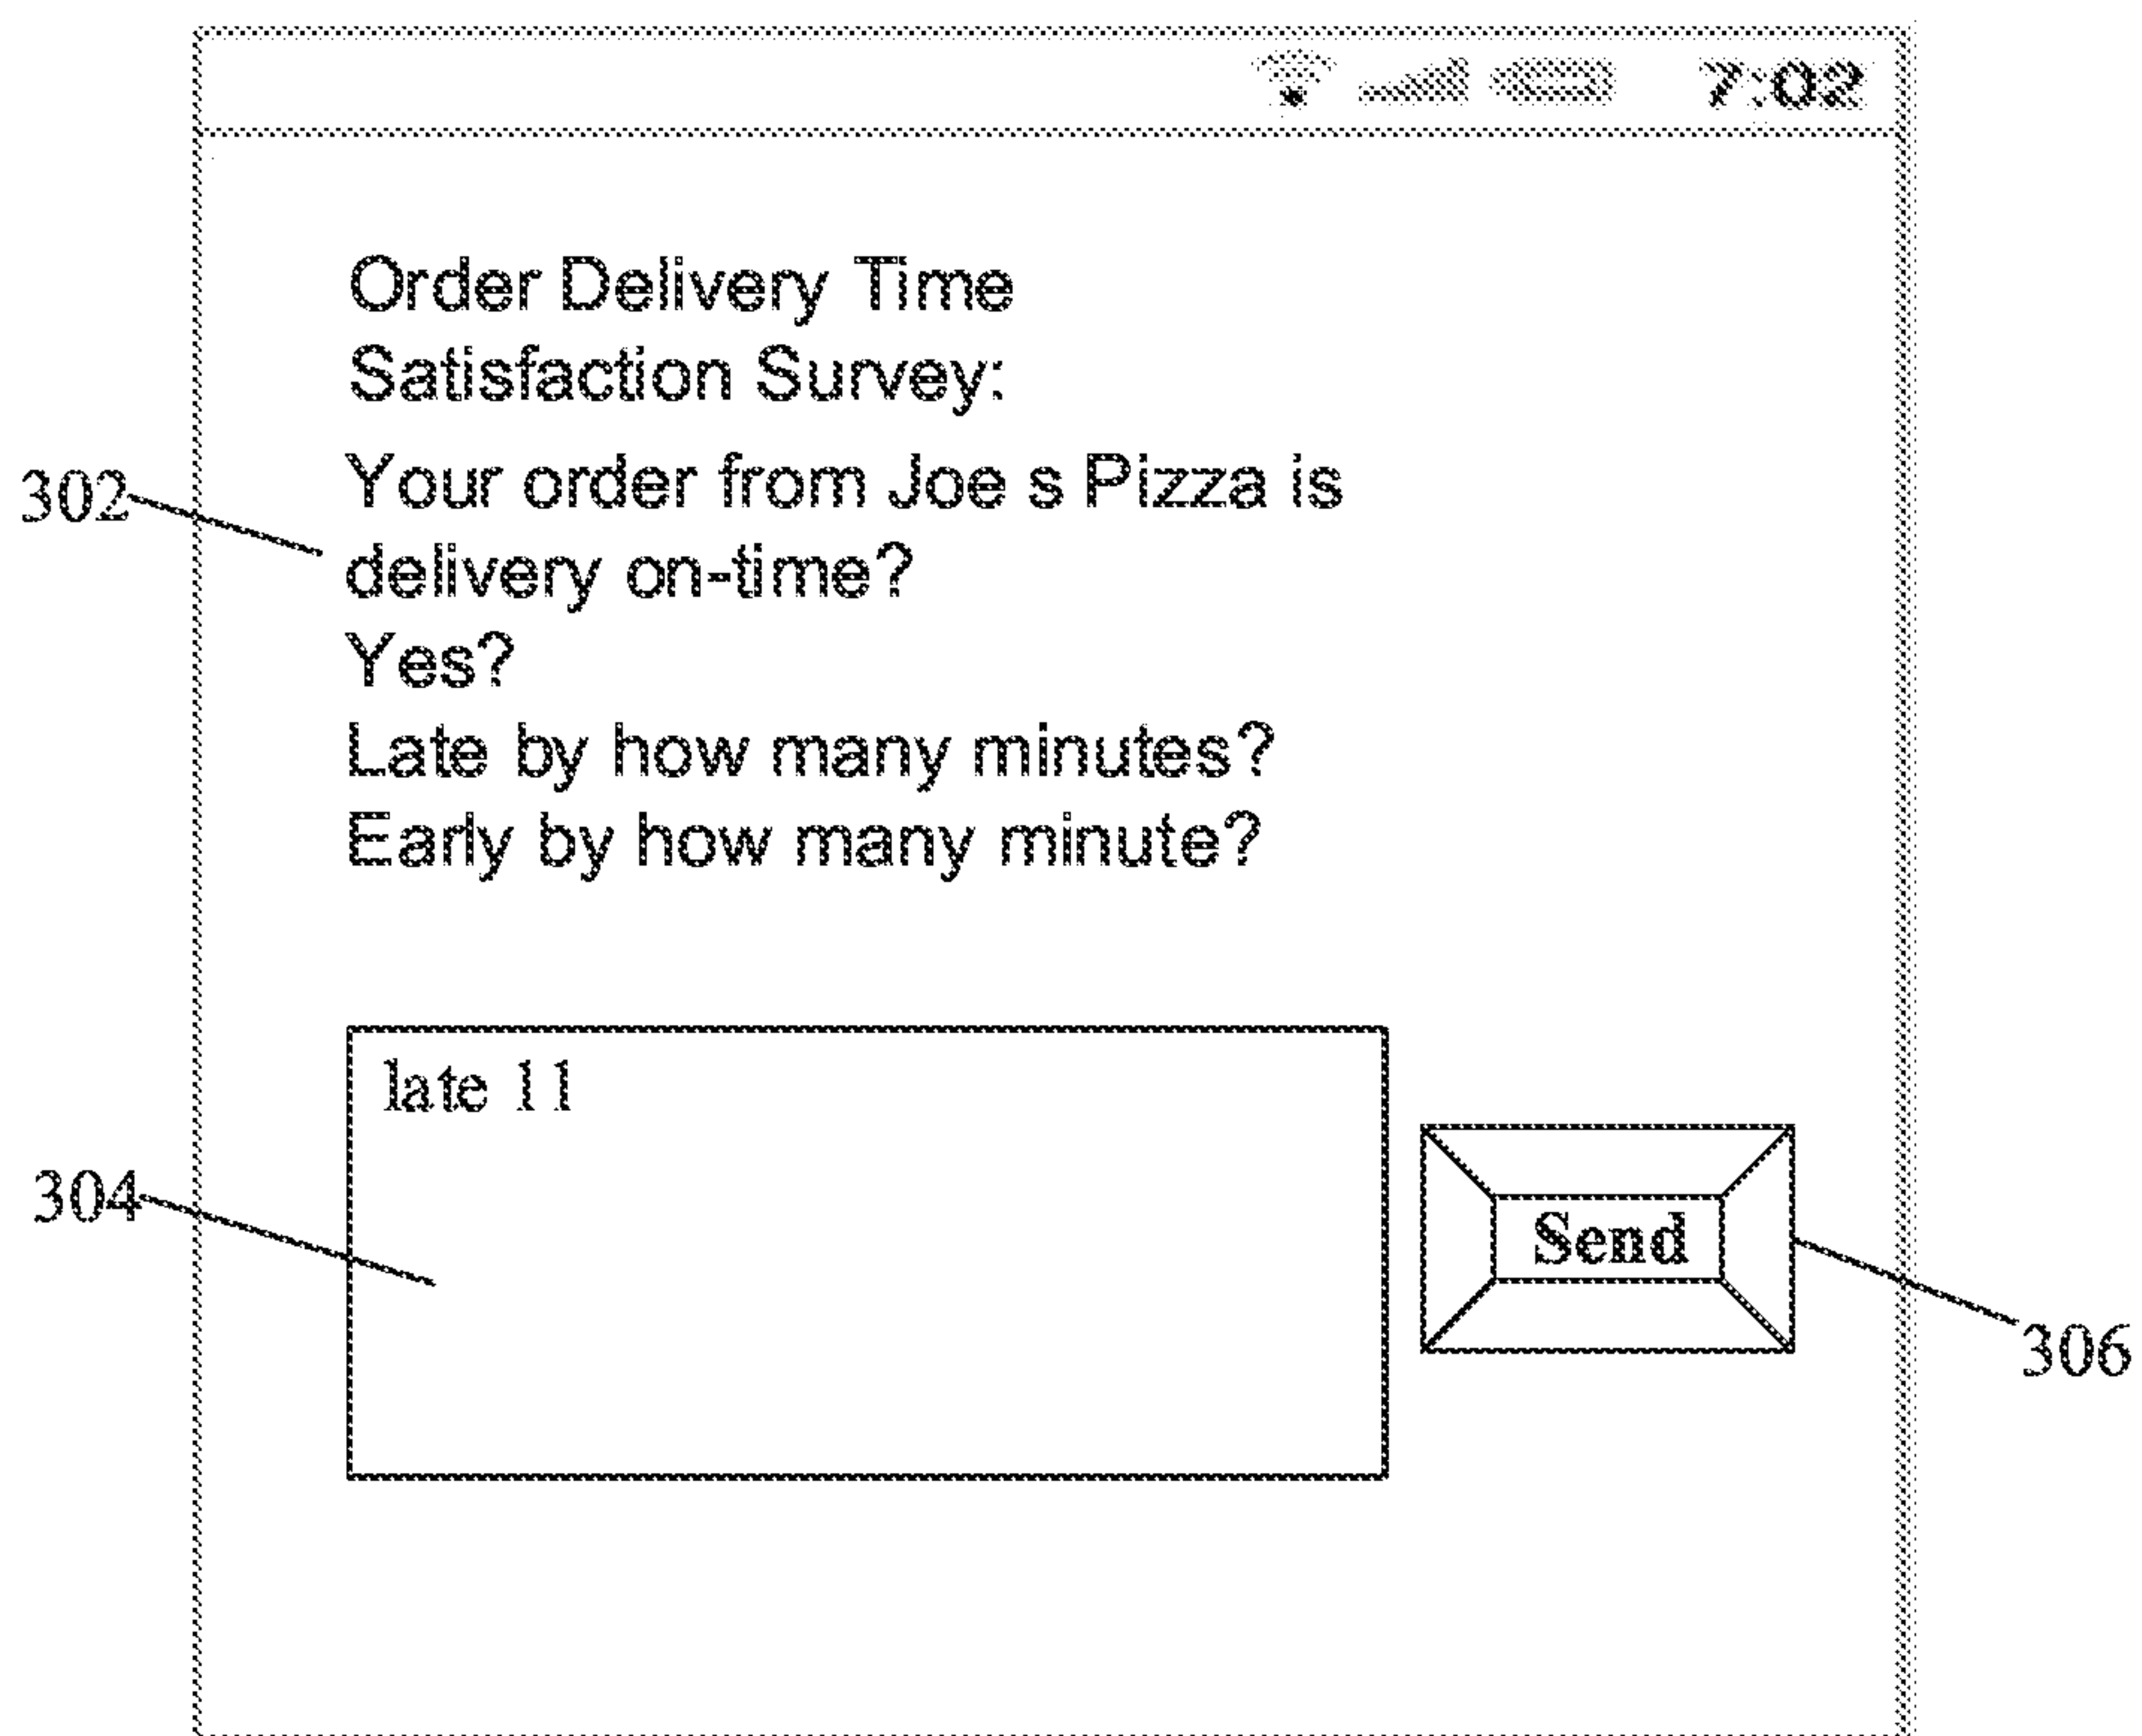 7:02
Order Delivery Time
Satisfaction Survey:
302
Your order from Joe s Pizza is
delivery on-time?
Yes?
Late by how many minutes?
Early by how many minute?
late 11
304
Send
306